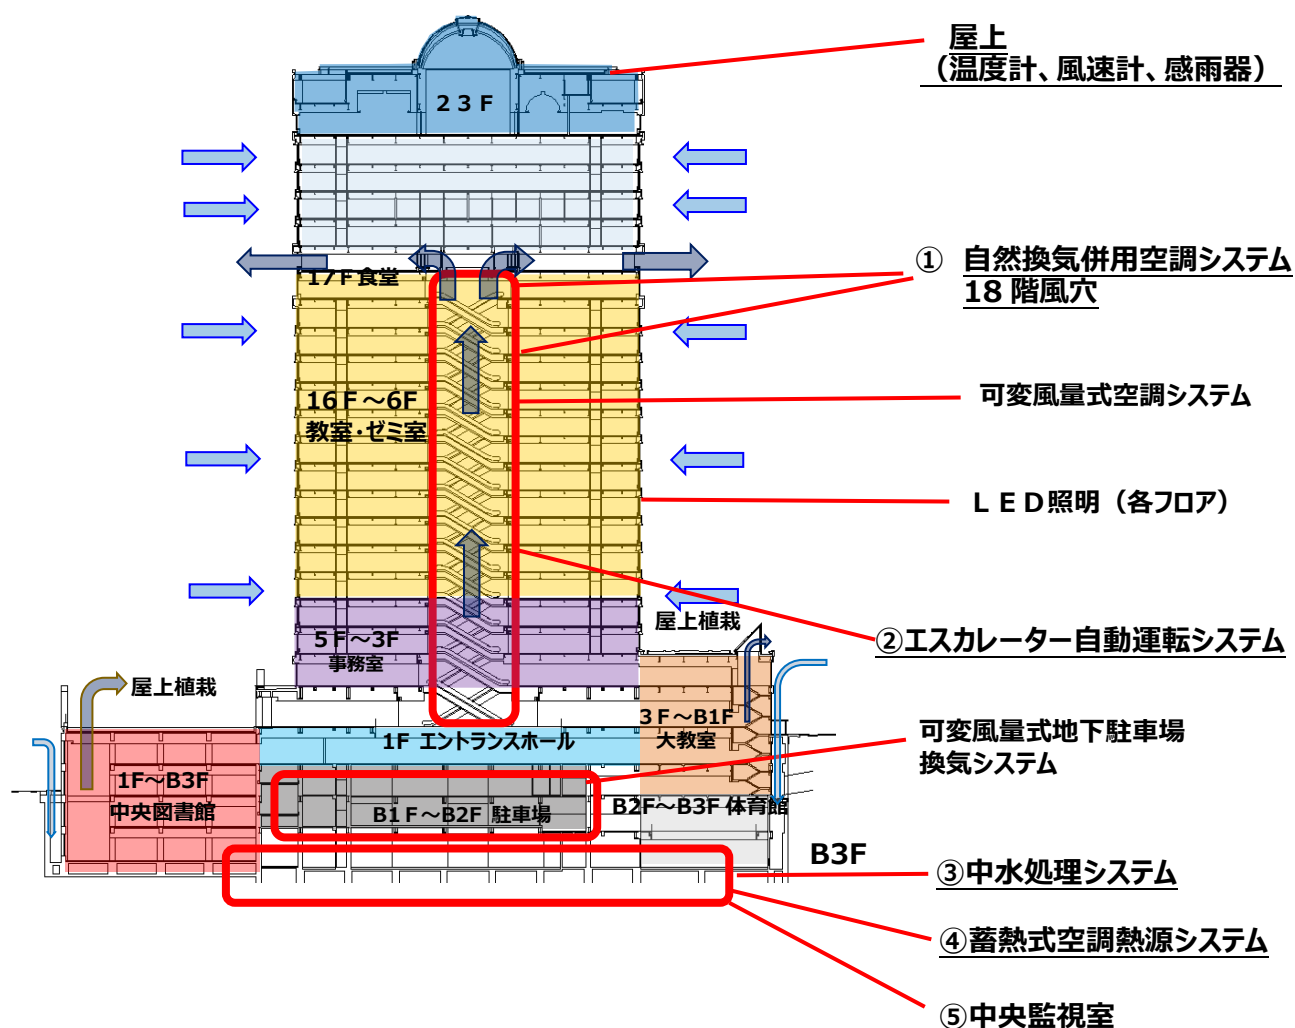 屋上
（温度計、風速計、感雨器）
２３Ｆ
① 自然換気併用空調システム
18 階風穴
17Ｆ食堂
可変風量式空調システム
16Ｆ～6F
教室・ゼミ室
ＬＥＤ照明（各フロア）
屋上植栽
②エスカレーター自動運転システム
5Ｆ～3F
事務室
屋上植栽
3Ｆ～B1F
大教室
可変風量式地下駐車場
換気システム
1F エントランスホール
1F～B3F
中央図書館
B1Ｆ～B2F 駐車場
B2F～B3F 体育館
B3F
③中水処理システム
④蓄熱式空調熱源システム
⑤中央監視室